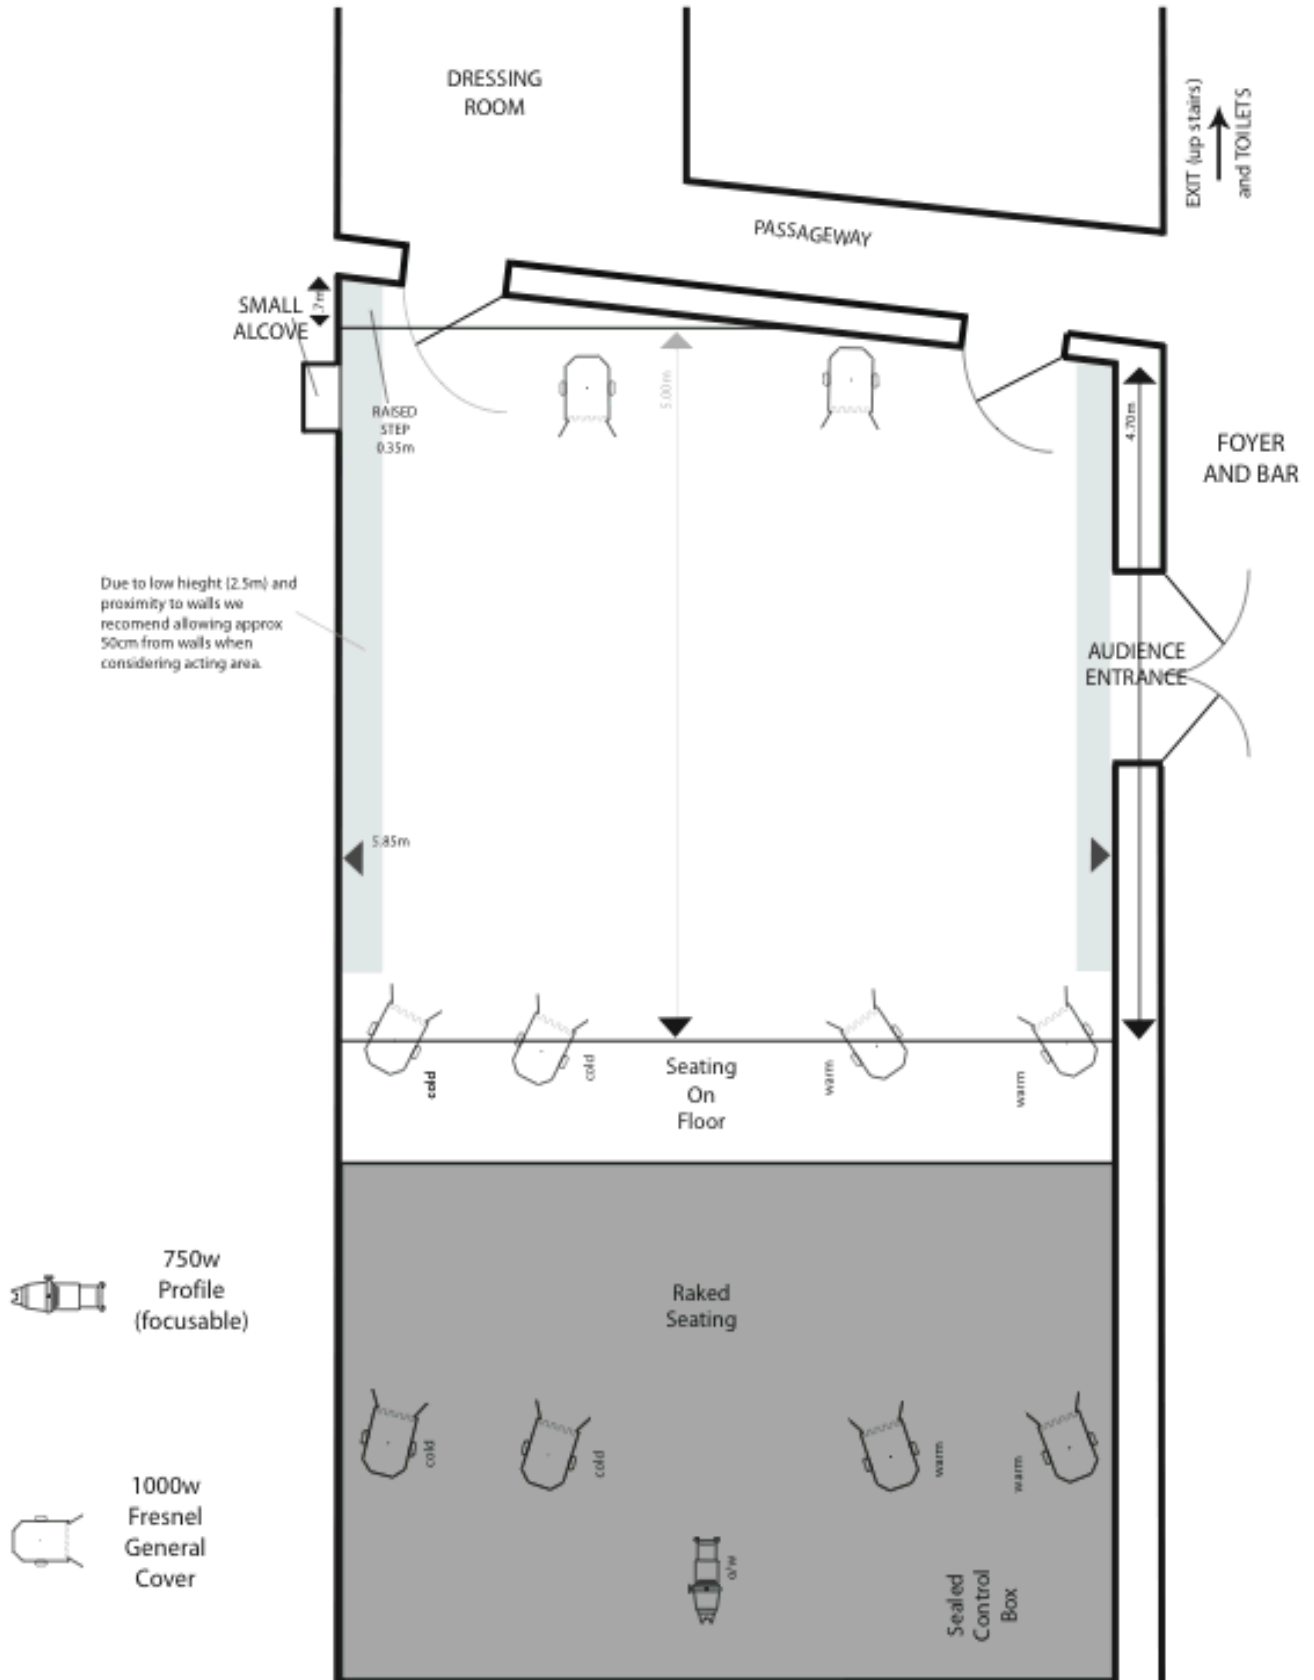 DRESSING
ROOM
EXIT (up stairs)
and TOILETS
PASSAGEWAY
SMALL
ALCOVE
.7m
RAISED
STEP
0.35m
5.00m
4.70m
FOYER
AND BAR
Due to low hieght (2.5m) and
proximity to walls we
recomend allowing approx
50cm from walls when
considering acting area.
AUDIENCE
ENTRANCE
5.85m
cold
cold
warm
warm
Seating
On
Floor
750w
Profile
(focusable)
Raked
Seating
cold
cold
warm
warm
1000w
Fresnel
General
Cover
o/w
Sealed
Control
Box